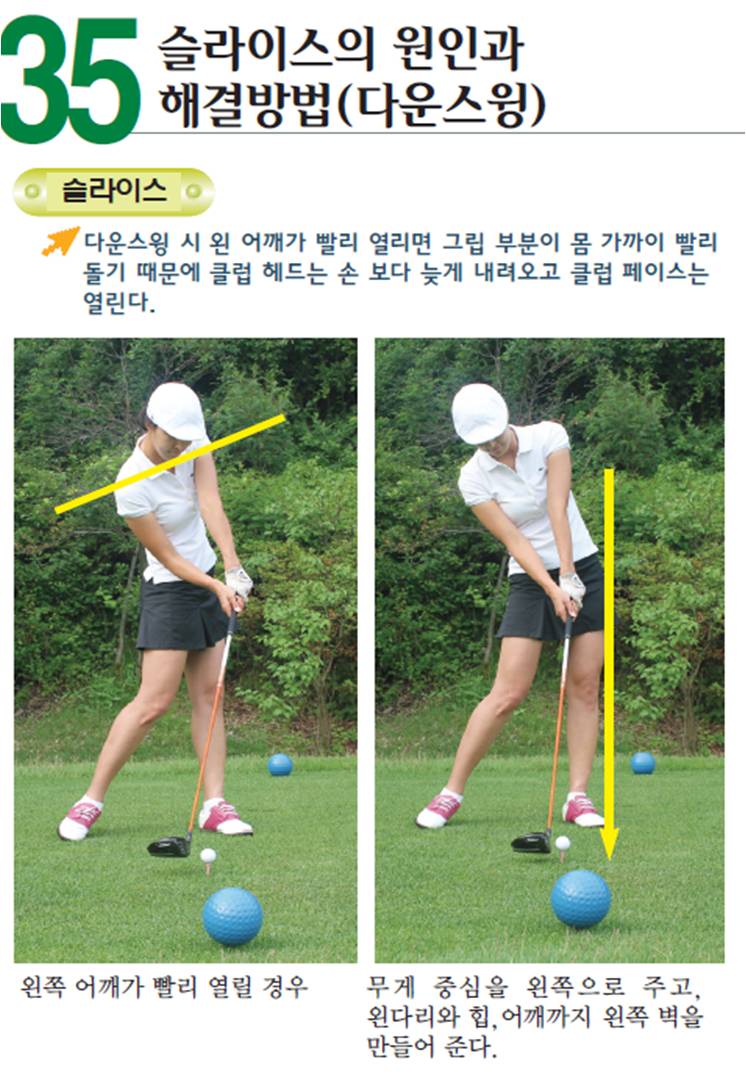 35
슬라이스의 원인과
해결방법(다운스윙)
슬라이스
다운스윙 시 왼 어깨가 빨리 열리면 그립 부분이 몸 가까이 빨리
돌기 때문에 클럽 헤드는 손 보다 늦게 내려오고 클럽 페이스는
열린다.
왼쪽 어깨가 빨리 열릴 경우
무게 중심을 왼쪽으로 주고,
왼다리와 힙,어깨까지 왼쪽 벽을
만들어 준다.